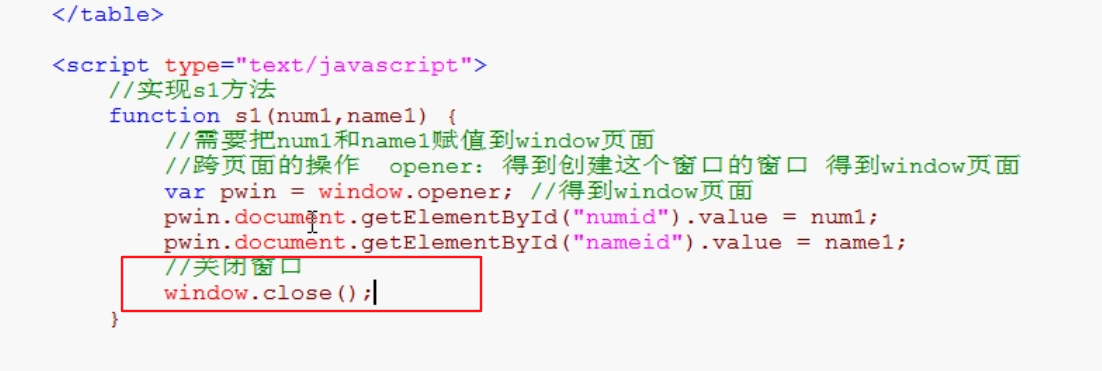 </table>
<script type="text/javascript">
//实现s1方法
function s1(num1,name1) {
//需要把num1和name1赋值到window页面
//跨页面的操作  opener：得到创建这个窗口的窗口 得到window页面
var pwin = window.opener; //得到window页面
pwin.document.getElementById("numid").value = num1;
pwin.document.getElementById("nameid").value = name1;
//关闭窗口
window.close();
}